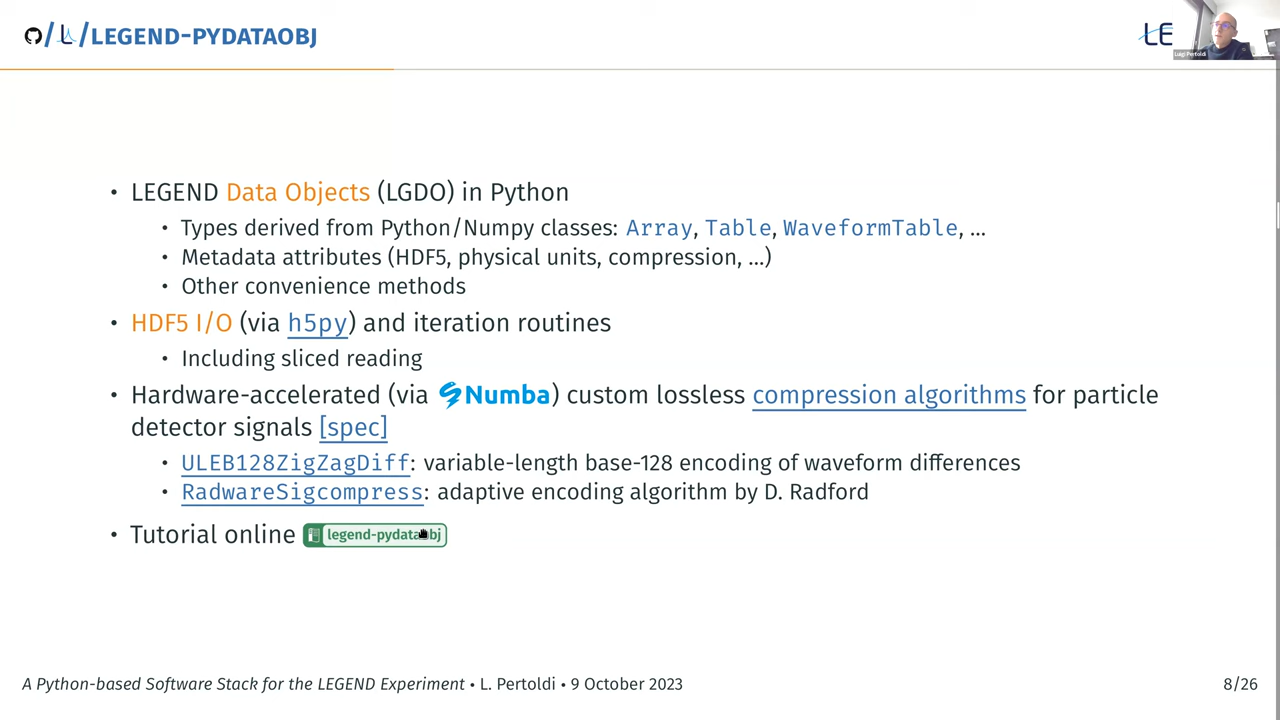 / /LEGEND-PYDATAOBJ
LE
Luigi Pertoldi
• LEGEND Data Objects (LGDO) in Python
• Types derived from Python/Numpy classes: Array, Table, WaveformTable, …
• Metadata attributes (HDF5, physical units, compression, …)
• Other convenience methods
• HDF5 I/O (via h5py) and iteration routines
• Including sliced reading
• Hardware-accelerated (via Numba) custom lossless compression algorithms for particle
detector signals [spec]
• ULEB128ZigZagDiff: variable-length base-128 encoding of waveform differences
• RadwareSigcompress: adaptive encoding algorithm by D. Radford
• Tutorial online legend-pydataobj
A Python-based Software Stack for the LEGEND Experiment • L. Pertoldi • 9 October 2023
8/26